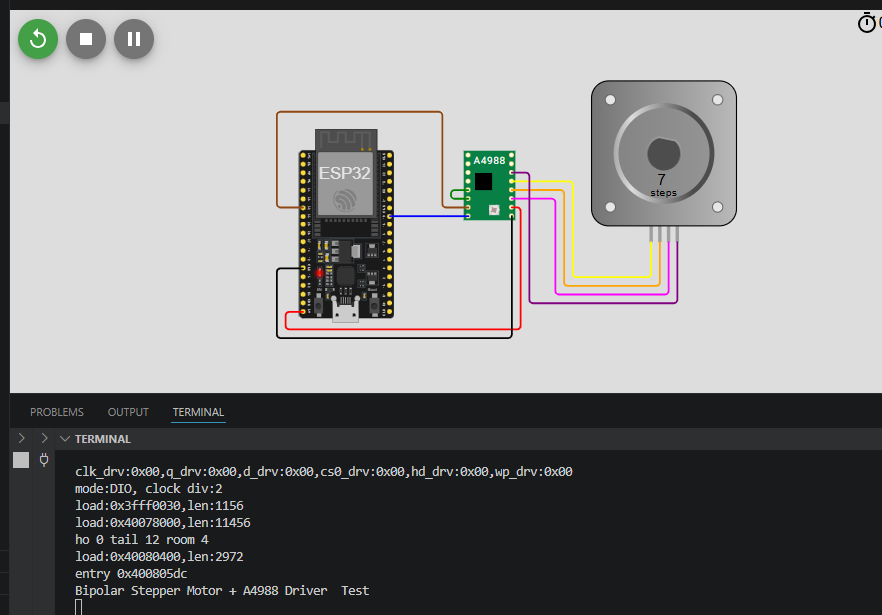 A4988
ESP32
7
steps
PROBLEMS
OUTPUT
TERMINAL
TERMINAL
clk_drv:0x00,q_drv:0x00,d_drv:0x00,cs0_drv:0x00,hd_drv:0x00,wp_drv:0x00
mode:DIO, clock div:2
load:0x3fff0030,len:1156
load:0x40078000,len:11456
ho 0 tail 12 room 4
load:0x40080400,len:2972
entry 0x400805dc
Bipolar Stepper Motor + A4988 Driver  Test